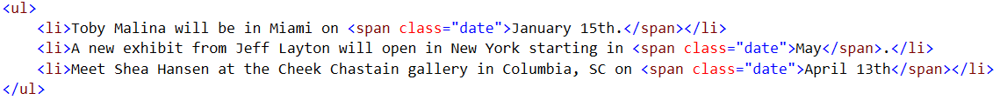 <ul>
<li>Toby Malina will be in Miami on <span class="date">January 15th.</span></li>
<li>A new exhibit from Jeff Layton will open in New York starting in <span class="date">May</span>.</li>
<li>Meet Shea Hansen at the Cheek Chastain gallery in Columbia, SC on <span class="date">April 13th</span></li>
</ul>